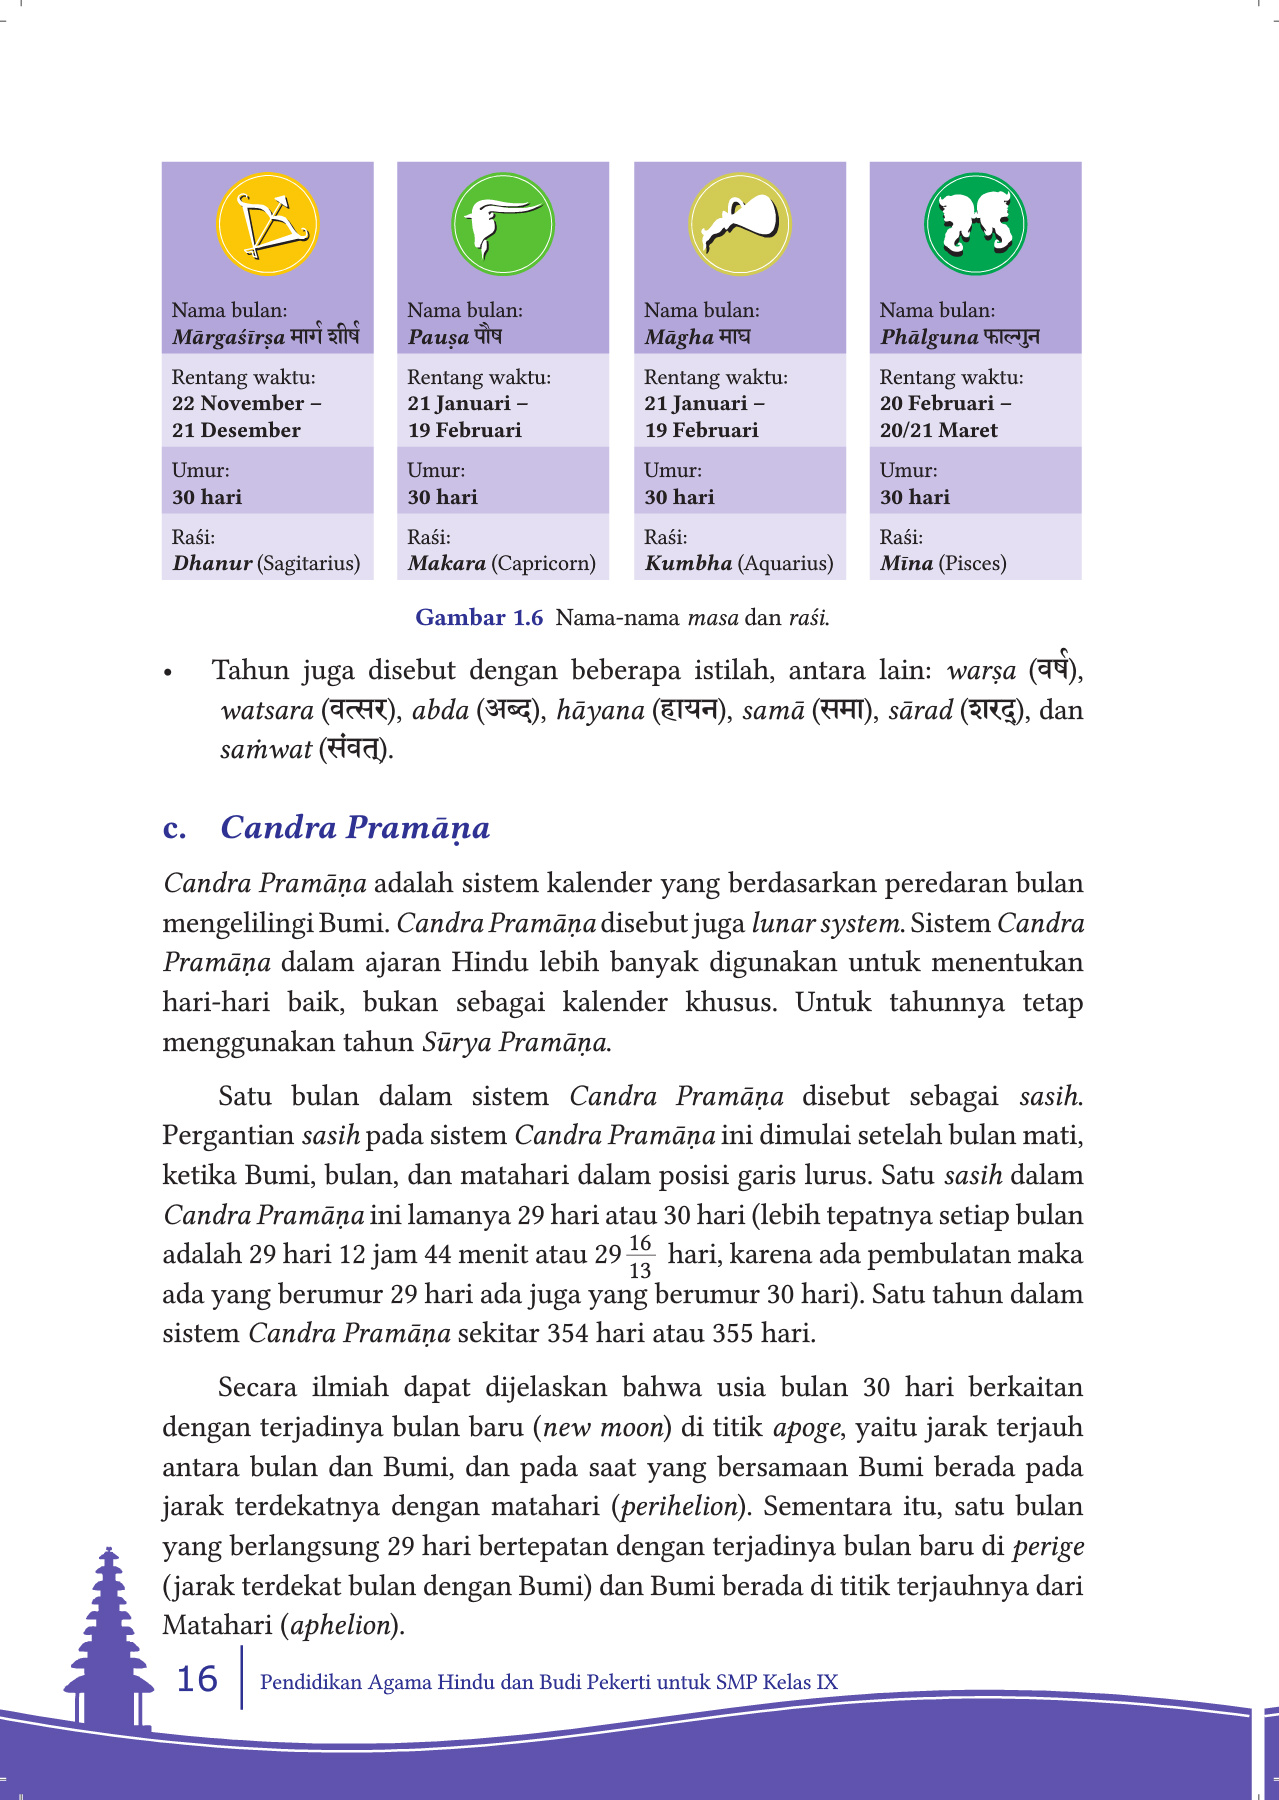 Nama bulan:
Mārgaśīrṣa मार्ग शीर्ष
Rentang waktu:
22 November –
21 Desember
Umur:
30 hari
Raśi:
Dhanur (Sagitarius)
Nama bulan:
Pauṣa पौष
Rentang waktu:
21 Januari –
19 Februari
Umur:
30 hari
Raśi:
Makara (Capricorn)
Nama bulan:
Māgha माघ
Rentang waktu:
21 Januari –
19 Februari
Umur:
30 hari
Raśi:
Kumbha (Aquarius)
Nama bulan:
Phālguna फाल्गुन
Rentang waktu:
20 Februari –
20/21 Maret
Umur:
30 hari
Raśi:
Mīna (Pisces)
Gambar 1.6 Nama-nama masa dan raśi.
• Tahun juga disebut dengan beberapa istilah, antara lain: warṣa (वर्ष),
watsara (वत्सर), abda (अब्द), hāyana (हायन), samā (समा), sārad (शरद्), dan
saṁwat (संवत्).
c. Candra Pramāṇa
Candra Pramāṇa adalah sistem kalender yang berdasarkan peredaran bulan
mengelilingi Bumi. Candra Pramāṇa disebut juga lunar system. Sistem Candra
Pramāṇa dalam ajaran Hindu lebih banyak digunakan untuk menentukan
hari-hari baik, bukan sebagai kalender khusus. Untuk tahunnya tetap
menggunakan tahun Sūrya Pramāṇa.
Satu bulan dalam sistem Candra Pramāṇa disebut sebagai sasih.
Pergantian sasih pada sistem Candra Pramāṇa ini dimulai setelah bulan mati,
ketika Bumi, bulan, dan matahari dalam posisi garis lurus. Satu sasih dalam
Candra Pramāṇa ini lamanya 29 hari atau 30 hari (lebih tepatnya setiap bulan
adalah 29 hari 12 jam 44 menit atau 29 16/13 hari, karena ada pembulatan maka
ada yang berumur 29 hari ada juga yang berumur 30 hari). Satu tahun dalam
sistem Candra Pramāṇa sekitar 354 hari atau 355 hari.
Secara ilmiah dapat dijelaskan bahwa usia bulan 30 hari berkaitan
dengan terjadinya bulan baru (new moon) di titik apoge, yaitu jarak terjauh
antara bulan dan Bumi, dan pada saat yang bersamaan Bumi berada pada
jarak terdekatnya dengan matahari (perihelion). Sementara itu, satu bulan
yang berlangsung 29 hari bertepatan dengan terjadinya bulan baru di perige
(jarak terdekat bulan dengan Bumi) dan Bumi berada di titik terjauhnya dari
Matahari (aphelion).
16 Pendidikan Agama Hindu dan Budi Pekerti untuk SMP Kelas IX